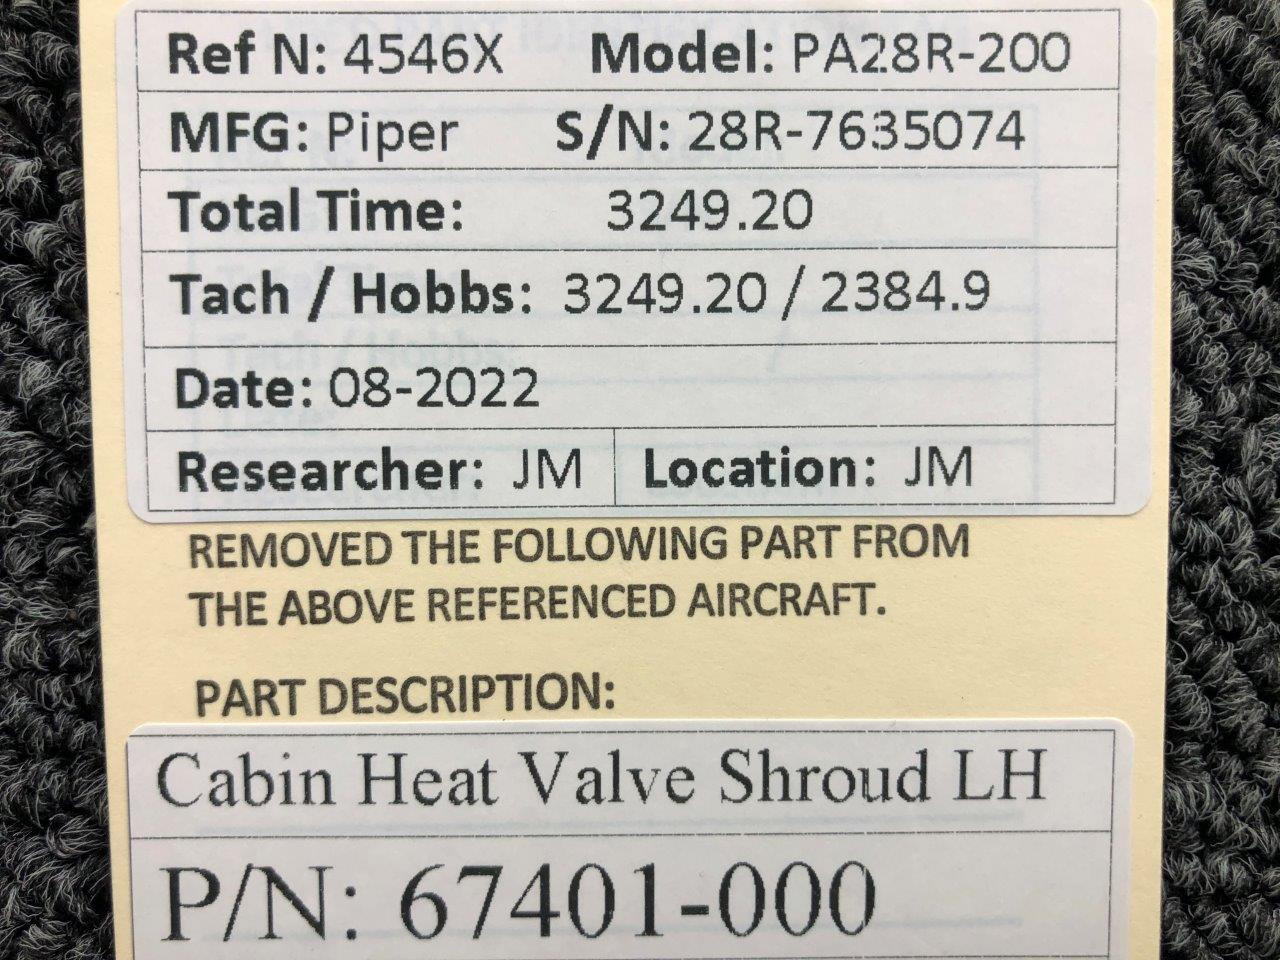 Ref N: 4546X Model: PA28R-200
MFG: Piper S/N: 28R-7635074
Total Time: 3249.20
Tach / Hobbs: 3249.20 / 2384.9
Date: 08-2022
Researcher: JM Location: JM
REMOVED THE FOLLOWING PART FROM
THE ABOVE REFERENCED AIRCRAFT.
PART DESCRIPTION:
Cabin Heat Valve Shroud LH
P/N: 67401-000